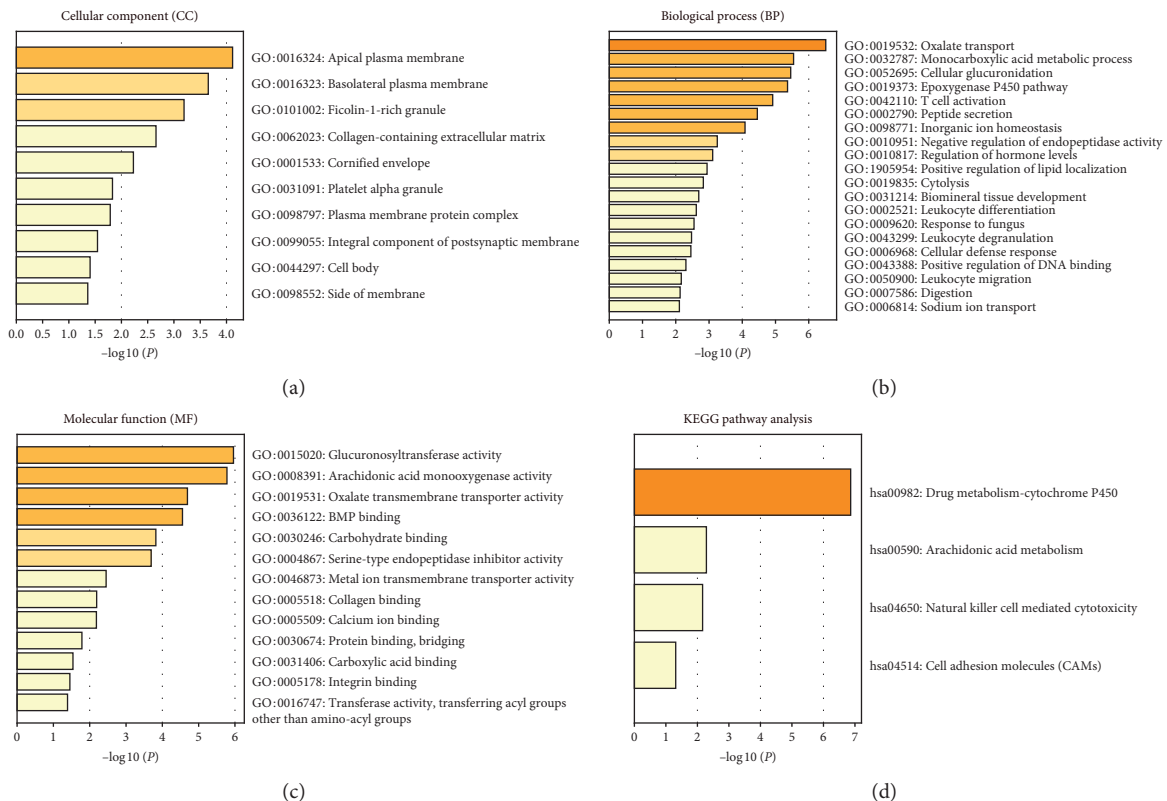 Cellular component (CC)
GO:0016324: Apical plasma membrane
GO:0016323: Basolateral plasma membrane
GO:0101002: Ficolin-1-rich granule
GO:0062023: Collagen-containing extracellular matrix
GO:0001533: Cornified envelope
GO:0031091: Platelet alpha granule
GO:0098797: Plasma membrane protein complex
GO:0099055: Integral component of postsynaptic membrane
GO:0044297: Cell body
GO:0098552: Side of membrane
0.0 0.5 1.0 1.5 2.0 2.5 3.0 3.5 4.0
–log10 (P)
(a)
Biological process (BP)
GO:0019532: Oxalate transport
GO:0032787: Monocarboxylic acid metabolic process
GO:0052695: Cellular glucuronidation
GO:0019373: Epoxygenase P450 pathway
GO:0042110: T cell activation
GO:0002790: Peptide secretion
GO:0098771: Inorganic ion homeostasis
GO:0010951: Negative regulation of endopeptidase activity
GO:0010817: Regulation of hormone levels
GO:1905954: Positive regulation of lipid localization
GO:0019835: Cytolysis
GO:0031214: Biomineral tissue development
GO:0002521: Leukocyte differentiation
GO:0009620: Response to fungus
GO:0043299: Leukocyte degranulation
GO:0006968: Cellular defense response
GO:0043388: Positive regulation of DNA binding
GO:0050900: Leukocyte migration
GO:0007586: Digestion
GO:0006814: Sodium ion transport
0 1 2 3 4 5 6
–log10 (P)
(b)
Molecular function (MF)
GO:0015020: Glucuronosyltransferase activity
GO:0008391: Arachidonic acid monooxygenase activity
GO:0019531: Oxalate transmembrane transporter activity
GO:0036122: BMP binding
GO:0030246: Carbohydrate binding
GO:0004867: Serine-type endopeptidase inhibitor activity
GO:0046873: Metal ion transmembrane transporter activity
GO:0005518: Collagen binding
GO:0005509: Calcium ion binding
GO:0030674: Protein binding, bridging
GO:0031406: Carboxylic acid binding
GO:0005178: Integrin binding
GO:0016747: Transferase activity, transferring acyl groups
other than amino-acyl groups
0 1 2 3 4 5 6
–log10 (P)
(c)
KEGG pathway analysis
hsa00982: Drug metabolism-cytochrome P450
hsa00590: Arachidonic acid metabolism
hsa04650: Natural killer cell mediated cytotoxicity
hsa04514: Cell adhesion molecules (CAMs)
0 1 2 3 4 5 6 7
–log10 (P)
(d)